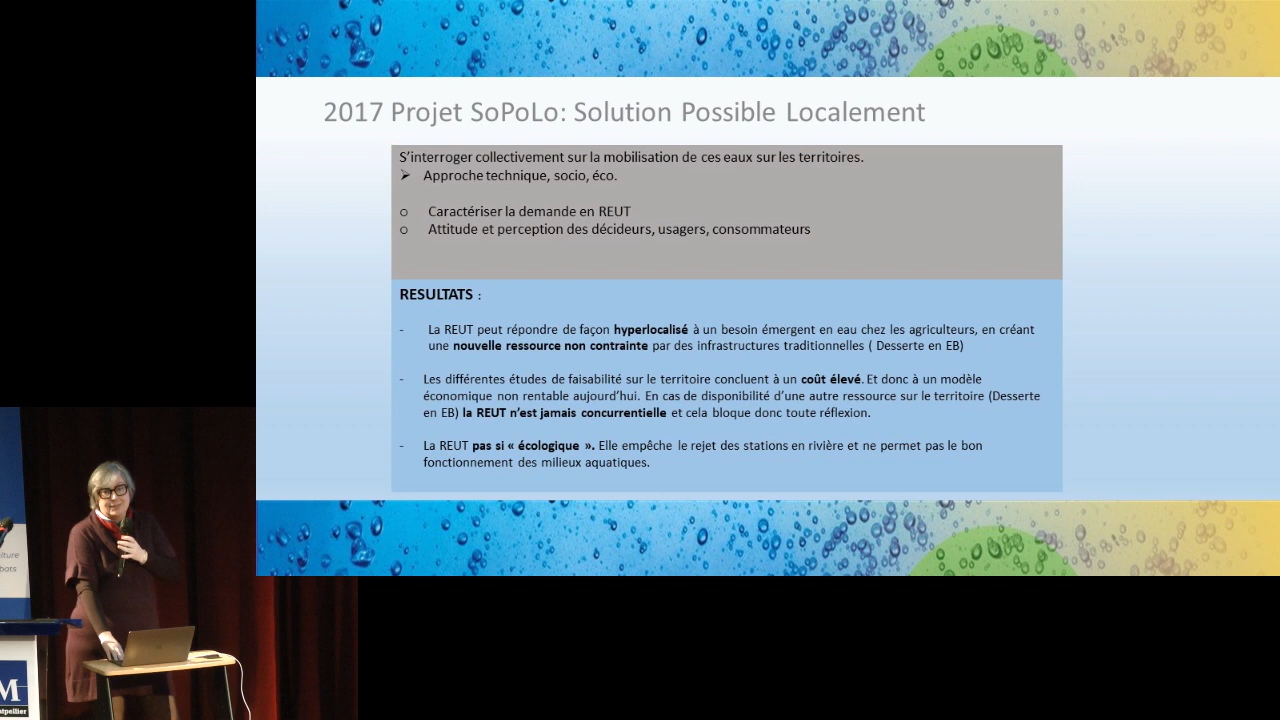 2017 Projet SoPoLo: Solution Possible Localement
S'interroger collectivement sur la mobilisation de ces eaux sur les territoires.
➢ Approche technique, socio, éco.
o Caractériser la demande en REUT
o Attitude et perception des décideurs, usagers, consommateurs
RESULTATS :
- La REUT peut répondre de façon hyperlocalisé à un besoin émergent en eau chez les agriculteurs, en créant
une nouvelle ressource non contrainte par des infrastructures traditionnelles ( Desserte en EB)
- Les différentes études de faisabilité sur le territoire concluent à un coût élevé. Et donc à un modèle
économique non rentable aujourd'hui. En cas de disponibilité d'une autre ressource sur le territoire (Desserte
en EB) la REUT n'est jamais concurrentielle et cela bloque donc toute réflexion.
- La REUT pas si « écologique ». Elle empêche le rejet des stations en rivière et ne permet pas le bon
fonctionnement des milieux aquatiques.
lture
bats
M
tpellier